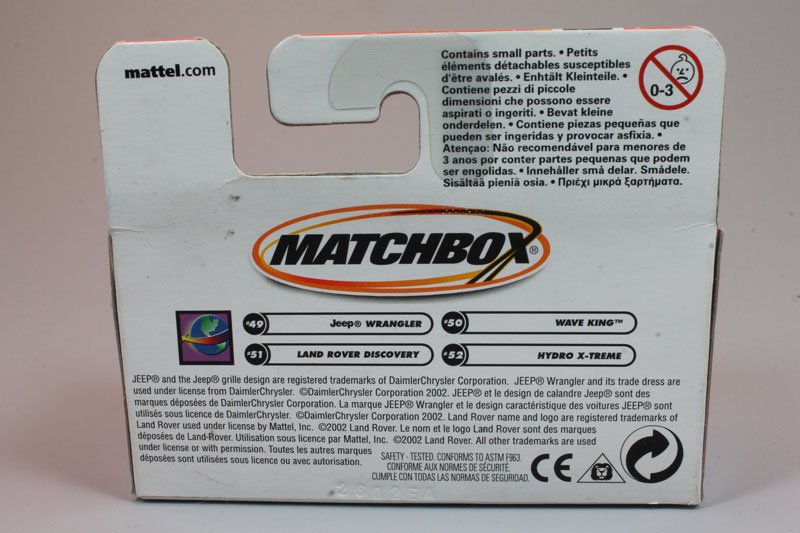 mattel.com
Contains small parts. • Petits
éléments détachables susceptibles
d'être avalés. • Enhtält Kleinteile. •
Contiene pezzi di piccole
dimensioni che possono essere
aspirati o ingeriti. • Bevat kleine
onderdelen. • Contiene piezas pequeñas que
pueden ser ingeridas y provocar asfixia. •
Atençao: Não recomendável para menores de
3 anos por conter partes pequenas que podem
ser engolidas. • Innehåller små delar. Smådele.
Sisältää pieniä osia. • Πριέχι μικρά ξαρτήματα.
0-3
MATCHBOX®
#49 Jeep® WRANGLER
#50 WAVE KING™
#51 LAND ROVER DISCOVERY
#52 HYDRO X-TREME
JEEP® and the Jeep® grille design are registered trademarks of DaimlerChrysler Corporation. JEEP® Wrangler and its trade dress are
used under license from DaimlerChrysler. ©DaimlerChrysler Corporation 2002. JEEP® et le design de calandre Jeep® sont des
marques déposées de DaimlerChrysler Corporation. La marque JEEP® Wrangler et le design caractéristique des voitures JEEP® sont
utilisés sous licence de DaimlerChrysler. ©DaimlerChrysler Corporation 2002. Land Rover name and logo are registered trademarks of
Land Rover used under license by Mattel, Inc. ©2002 Land Rover. Le nom et le logo Land Rover sont des marques
déposées de Land-Rover. Utilisation sous licence par Mattel, Inc. ©2002 Land Rover. All other trademarks are used
under license or with permission. Toutes les autres marques
déposées sont utilisées sous licence ou avec autorisation.
SAFETY - TESTED. CONFORMS TO ASTM F963.
CONFORME AUX NORMES DE SÉCURITÉ.
CUMPLE CON TODAS LAS NORMAS DE SEGURIDAD.
CE